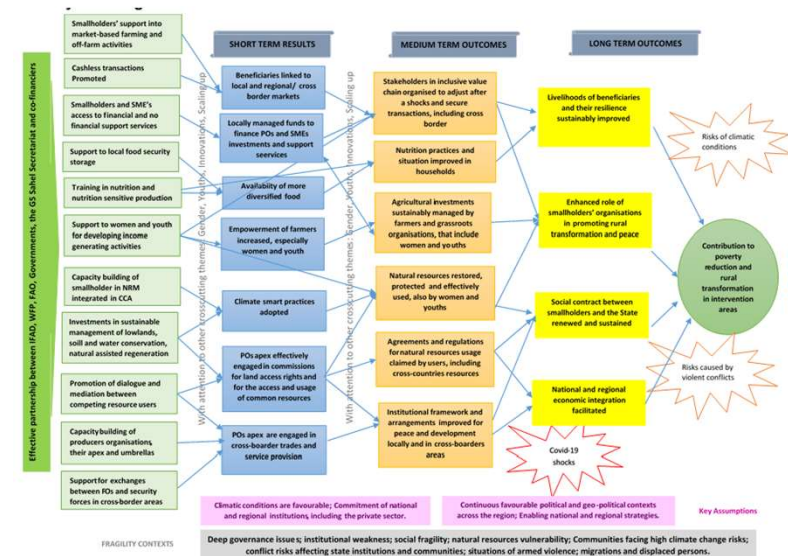 Effective partnership between IFAD, WFP, FAO, Governments, the G5 Sahel Secretariat and co-financiers
Smallholders' support into
market-based farming and
off-farm activities
Cashless transactions
Promoted
Smallholders and SME's
access to financial and no
financial support services
Support to local food security
storage
Training in nutrition and
nutrition sensitive production
Support to women and youth
for developing income
generating activities
Capacity building of
smallholder in NRM
integrated in CCA
Investments in sustainable
management of lowlands,
soill and water conservation,
natural assisted regeneration
Promotion of dialogue and
mediation between
competing resource users
Capacity building of
producers organisations,
their apex and umbrellas
Support for exchanges
between FOs and security
forces in cross-border areas
With attention to other crosscutting themes: Gender, Youths, Innovations, Scaling up
SHORT TERM RESULTS
Beneficiaries linked to
local and regional/ cross
border markets
Locally managed funds to
finance POs and SMEs
investments and support
seervices
Availabiity of more
diversified food
Empowerment of farmers
increased, especially
women and youth
Climate smart practices
adopted
POs apex effectively
engaged in commissions
for land access rights and
for the access and usage
of common resources
POs apex are engaged in
cross-boarder trades and
service provision
With attention to other crosscutting themes: Gender, Youths, Innovations, Scaling up
MEDIUM TERM OUTCOMES
Stakeholders in inclusive value
chain organised to adjust after
a shocks and secure
transactions, including cross
border
Nutrition practices and
situation improved in
households
Agricultural investments
sustainably managed by
farmers and grassroots
organisations, that include
women and youths
Natural resources restored,
protected and effectively
used, also by women and
youths
Agreements and regulations
for natural resources usage
claimed by users, including
cross-countries resources
Institutional framework and
arrangements improved for
peace and development
locally and in cross-boarders
areas
LONG TERM OUTCOMES
Livelihoods of beneficiaries
and their resilience
sustainably improved
Enhanced role of
smallholders' organisations
in promoting rural
transformation and peace
Social contract between
smallholders and the State
renewed and sustained
National and regional
economic integration
facilitated
Risks of climatic
conditions
Contribution to
poverty
reduction and
rural
transformation
in intervention
areas
Risks caused by
violent conflicts
Covid-19
shocks
Climatic conditions are favourable; Commitment of national
and regional institutions, including the private sector.
Continuous favourable political and geo-political contexts
across the region; Enabling national and regional strategies.
Key Assumptions
FRAGILITY CONTEXTS
Deep governance issues; institutional weakness; social fragility; natural resources vulnerability; Communities facing high climate change risks;
conflict risks affecting state institutions and communities; situations of armed violence; migrations and displaced persons.